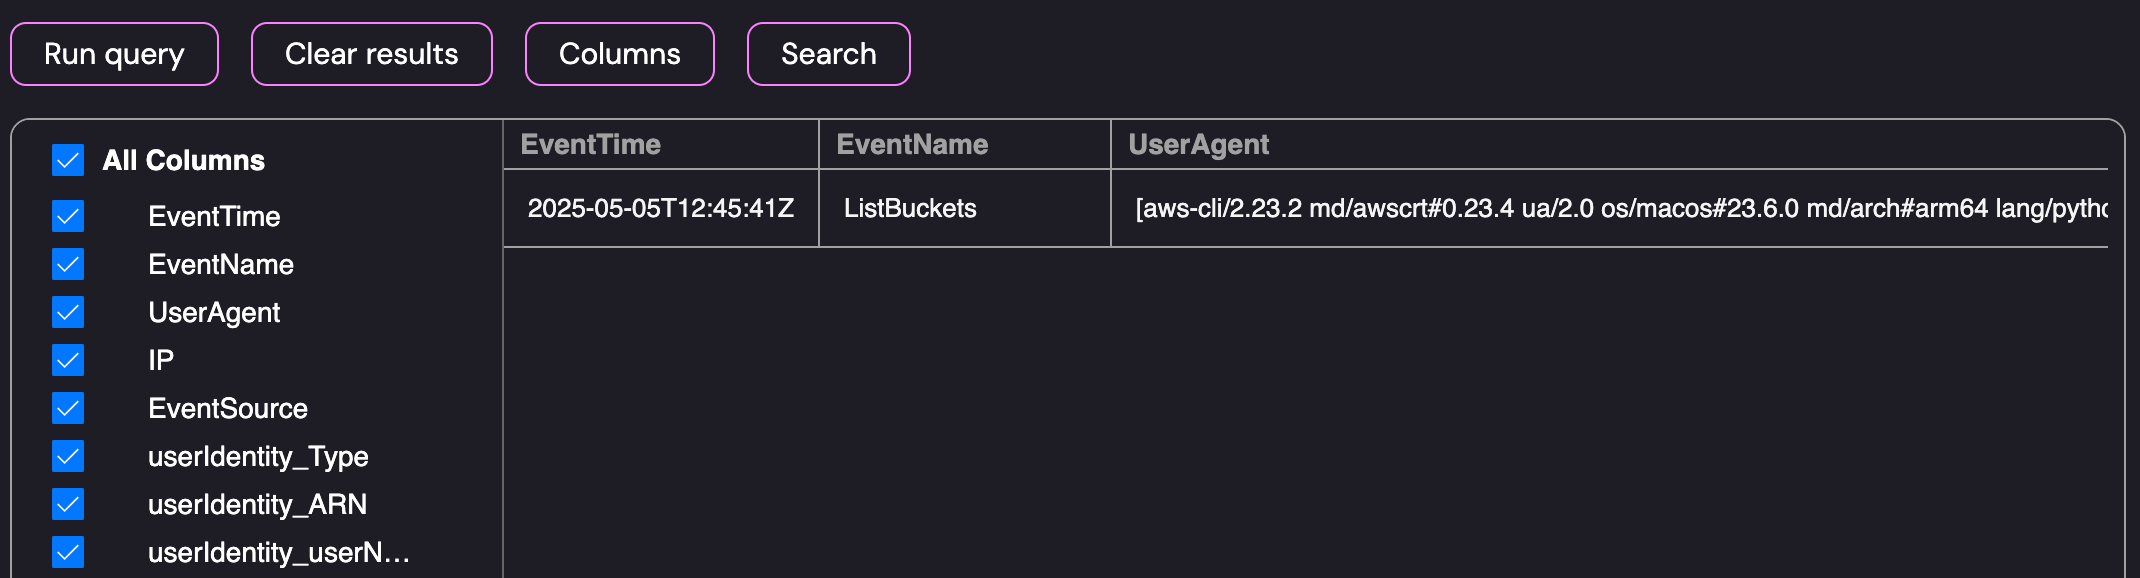 Run query Clear results Columns Search
All Columns
EventTime
EventName
UserAgent
IP
EventSource
userIdentity_Type
userIdentity_ARN
userIdentity_userN...
EventTime EventName UserAgent
2025-05-05T12:45:41Z ListBuckets [aws-cli/2.23.2 md/awscrt#0.23.4 ua/2.0 os/macos#23.6.0 md/arch#arm64 lang/pytho